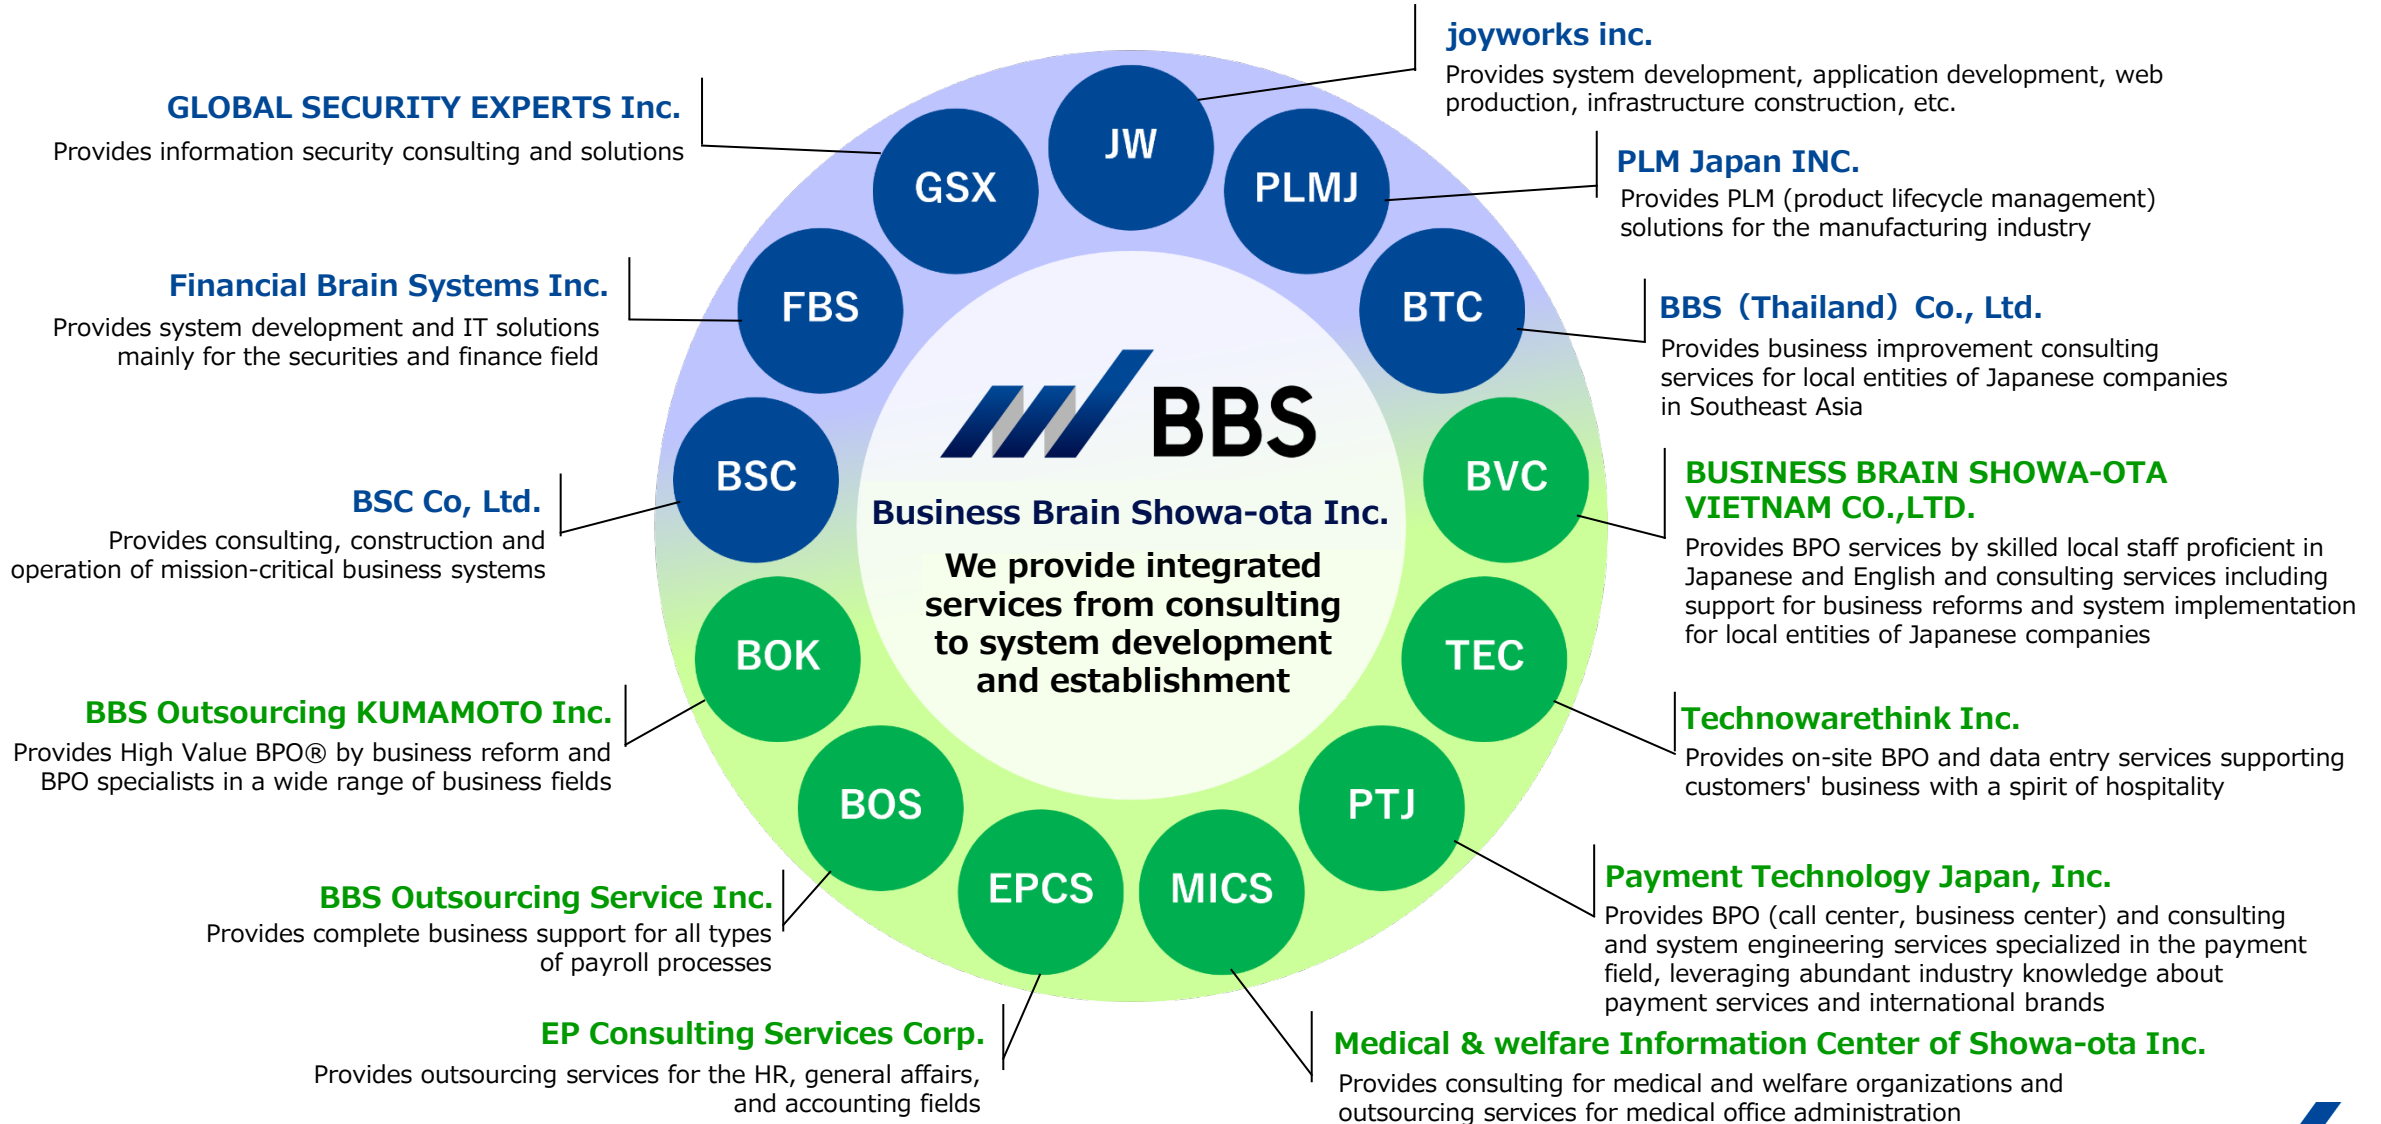 joyworks inc.
Provides system development, application development, web
production, infrastructure construction, etc.
GLOBAL SECURITY EXPERTS Inc.
Provides information security consulting and solutions
JW
GSX
PLMJ
PLM Japan INC.
Provides PLM (product lifecycle management)
solutions for the manufacturing industry
Financial Brain Systems Inc.
Provides system development and IT solutions
mainly for the securities and finance field
FBS
BTC
BBS（Thailand）Co., Ltd.
Provides business improvement consulting
services for local entities of Japanese companies
in Southeast Asia
BBS
Business Brain Showa-ota Inc.
We provide integrated
services from consulting
to system development
and establishment
BSC
BSC Co, Ltd.
Provides consulting, construction and
operation of mission-critical business systems
BVC
BUSINESS BRAIN SHOWA-OTA
VIETNAM CO.,LTD.
Provides BPO services by skilled local staff proficient in
Japanese and English and consulting services including
support for business reforms and system implementation
for local entities of Japanese companies
BOK
BBS Outsourcing KUMAMOTO Inc.
Provides High Value BPO® by business reform and
BPO specialists in a wide range of business fields
TEC
Technowarethink Inc.
Provides on-site BPO and data entry services supporting
customers' business with a spirit of hospitality
BOS
BBS Outsourcing Service Inc.
Provides complete business support for all types
of payroll processes
PTJ
Payment Technology Japan, Inc.
Provides BPO (call center, business center) and consulting
and system engineering services specialized in the payment
field, leveraging abundant industry knowledge about
payment services and international brands
EPCS
EP Consulting Services Corp.
Provides outsourcing services for the HR, general affairs,
and accounting fields
MICS
Medical & welfare Information Center of Showa-ota Inc.
Provides consulting for medical and welfare organizations and
outsourcing services for medical office administration